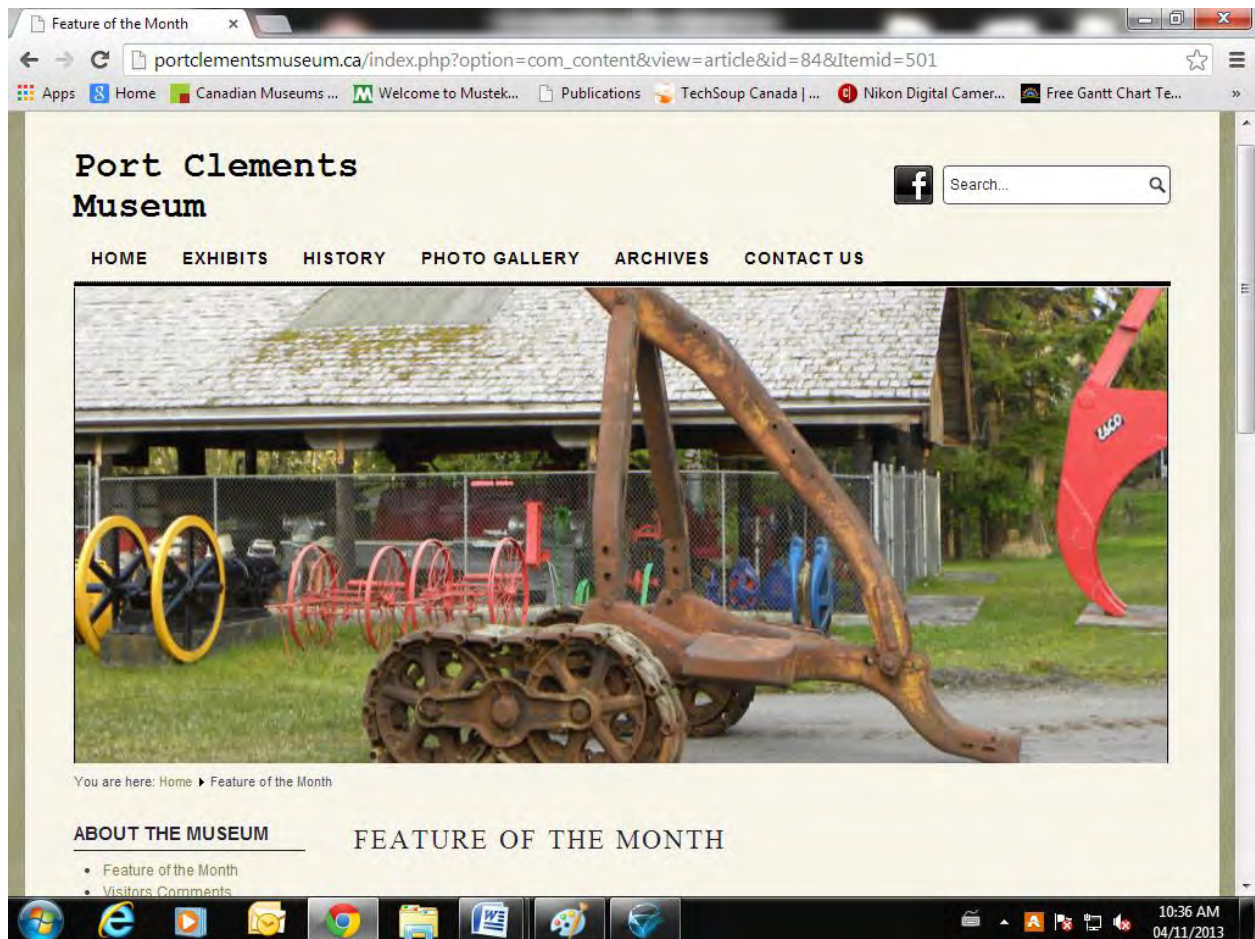 Feature of the Month
portclementsmuseum.ca/index.php?option=com_content&view=article&id=84&Itemid=501
Apps Home Canadian Museums ... Welcome to Mustek... Publications TechSoup Canada | ... Nikon Digital Camer... Free Gantt Chart Te... »
Port Clements
Museum
Search...
HOME EXHIBITS HISTORY PHOTO GALLERY ARCHIVES CONTACT US
ESCO
You are here: Home Feature of the Month
ABOUT THE MUSEUM
FEATURE OF THE MONTH
• Feature of the Month
• Visitors Comments
10:36 AM
04/11/2013